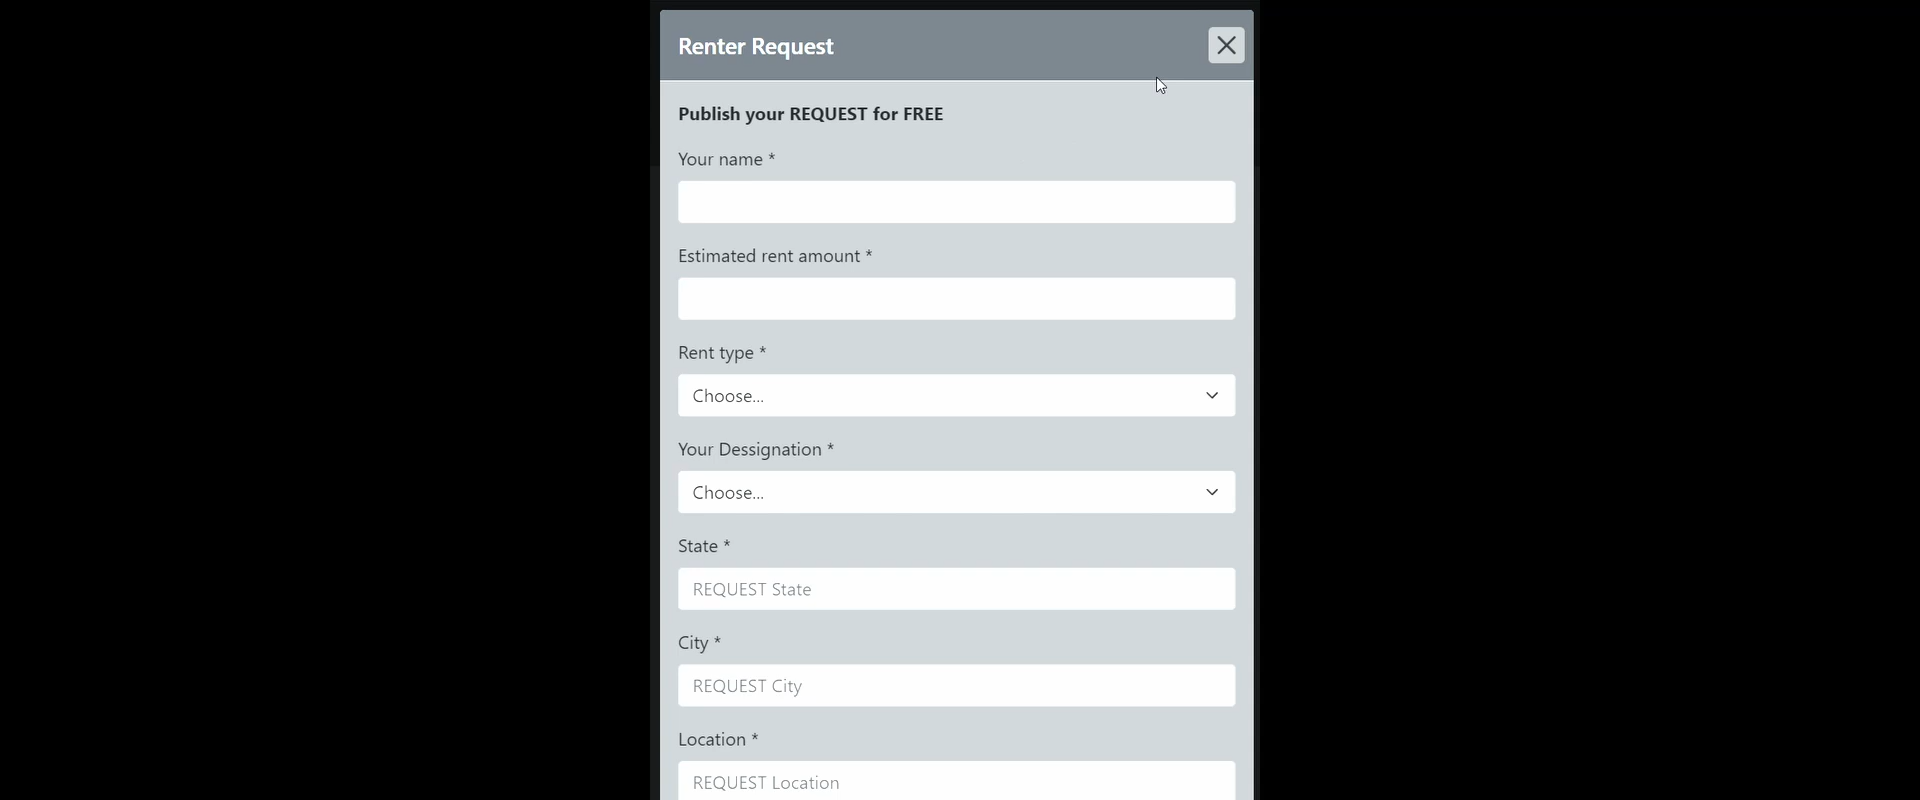 Renter Request
Publish your REQUEST for FREE
Your name *
Estimated rent amount *
Rent type *
Choose...
Your Dessignation *
Choose...
State *
REQUEST State
City *
REQUEST City
Location *
REQUEST Location